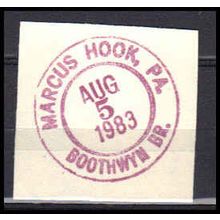 MARCUS HOOK, PA.
AUG
5
1983
BOOTHWYN BR.